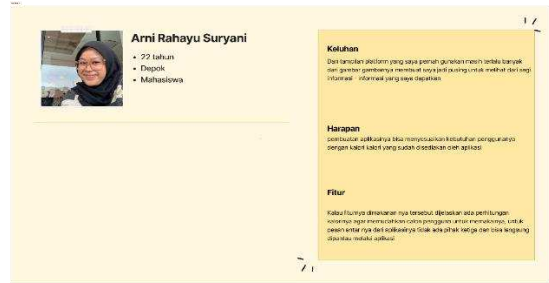 Arni Rahayu Suryani
• 22 tahun
• Depok
• Mahasiswa
Keluhan
Dari tampilan platform yang saya pernah gunakan masih terlalu banyak
dari gambar gambarnya membuat saya jadi pusing untuk melihat dari segi
informasi - informasi yang saya dapatkan
Harapan
pembuatan aplikasinya bisa menyesuaikan kebutuhan penggunanya
dengan kalori kalori yang sudah disediakan oleh aplikasi
Fitur
Kalau fiturnya dimakanan nya tersebut dijelaskan ada perhitungan
kalorinya agar memudahkan calon pengguna untuk memakainya, untuk
pesan antar nya dari aplikasinya tidak ada pihak ketiga dan bisa langsung
dipantau melalui aplikasi